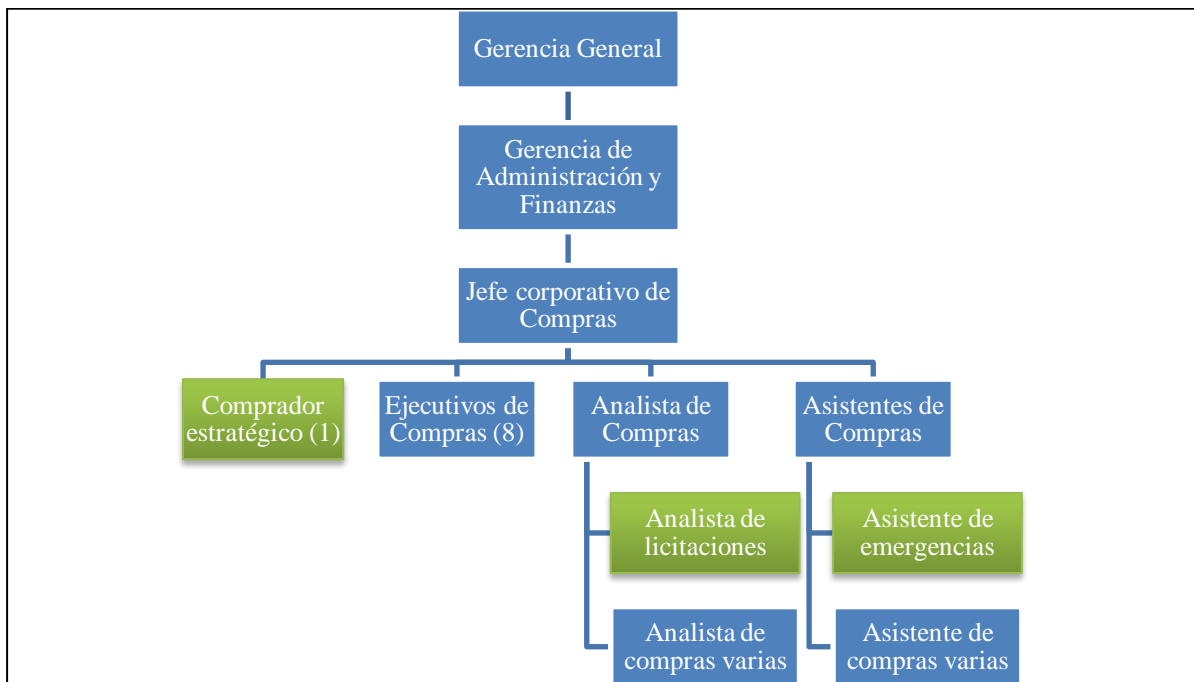 Gerencia General
Gerencia de
Administración y
Finanzas
Jefe corporativo de
Compras
Comprador
estratégico (1)
Ejecutivos de
Compras (8)
Analista de
Compras
Asistentes de
Compras
Analista de
licitaciones
Asistente de
emergencias
Analista de
compras varias
Asistente de
compras varias